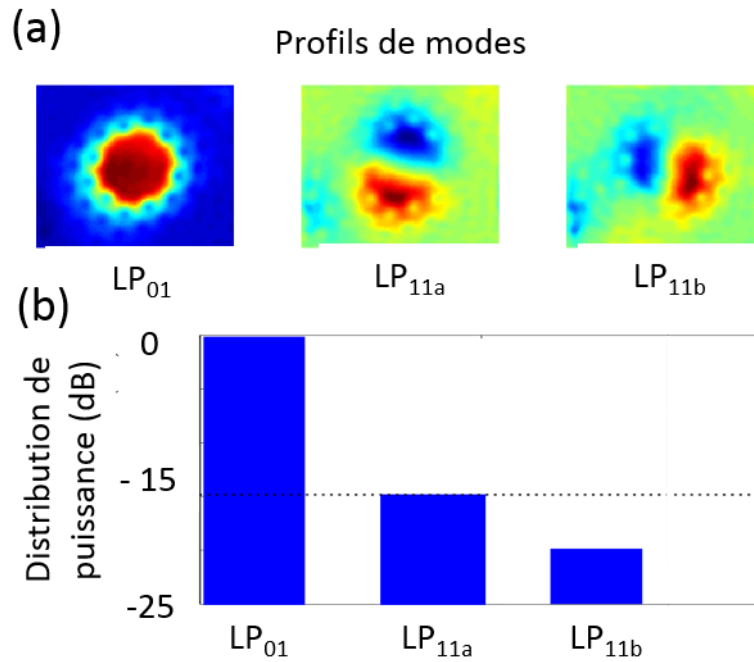 (a)
Profils de modes
LP01
LP11a
LP11b
(b)
Distribution de
puissance (dB)
0
- 15
-25
LP01
LP11a
LP11b